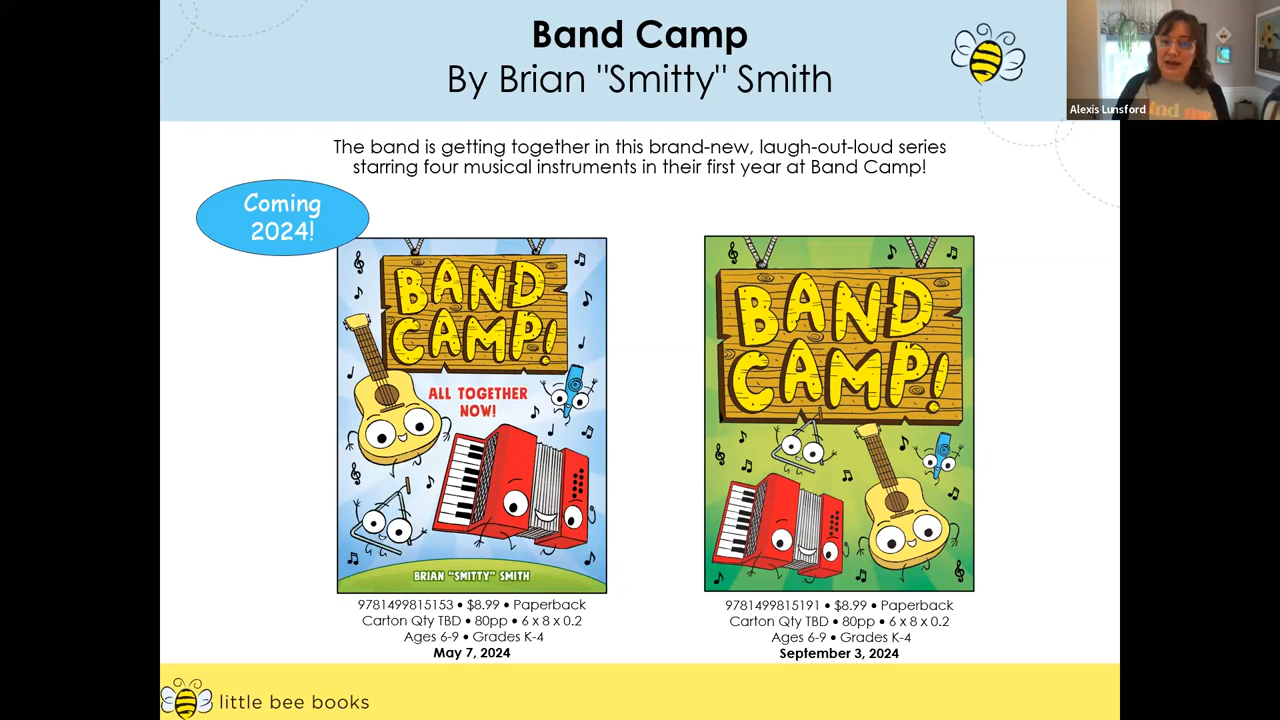 Band Camp
By Brian "Smitty" Smith
Alexis Lunsford
The band is getting together in this brand-new, laugh-out-loud series
starring four musical instruments in their first year at Band Camp!
Coming
2024!
BAND
CAMP!
ALL TOGETHER
NOW!
BRIAN "SMITTY" SMITH
9781499815153 • $8.99 • Paperback
Carton Qty TBD • 80pp • 6 x 8 x 0.2
Ages 6-9 • Grades K-4
May 7, 2024
BAND
CAMP!
9781499815191 • $8.99 • Paperback
Carton Qty TBD • 80pp • 6 x 8 x 0.2
Ages 6-9 • Grades K-4
September 3, 2024
little bee books